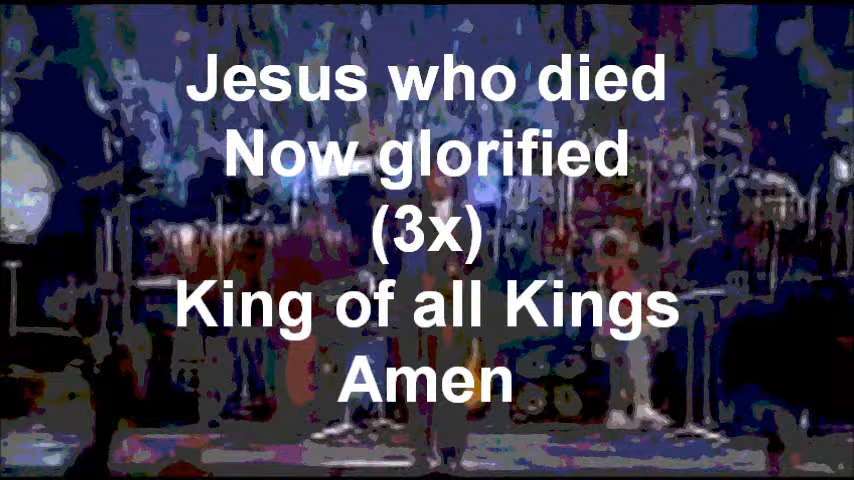 Jesus who died
Now glorified
(3x)
King of all Kings
Amen